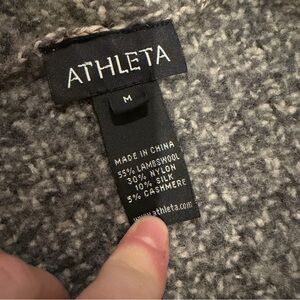 ATHLETA
M
MADE IN CHINA
55% LAMBSWOOL
30% NYLON
10% SILK
5% CASHMERE
www.athleta.com